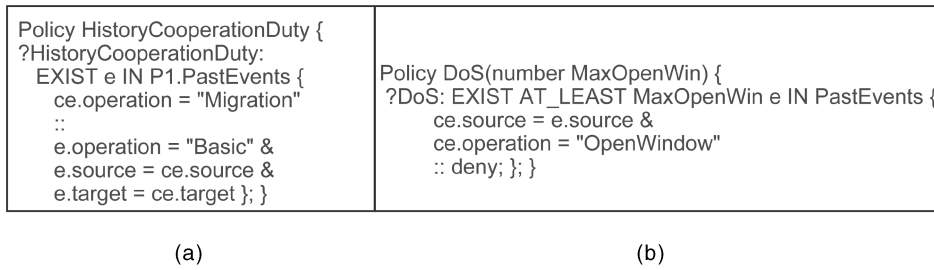 Policy HistoryCooperationDuty {
?HistoryCooperationDuty:
EXIST e IN P1.PastEvents {
ce.operation = "Migration"
::
e.operation = "Basic" &
e.source = ce.source &
e.target = ce.target }; }
Policy DoS(number MaxOpenWin) {
?DoS: EXIST AT_LEAST MaxOpenWin e IN PastEvents {
ce.source = e.source &
ce.operation = "OpenWindow"
:: deny; }; }
(a)
(b)